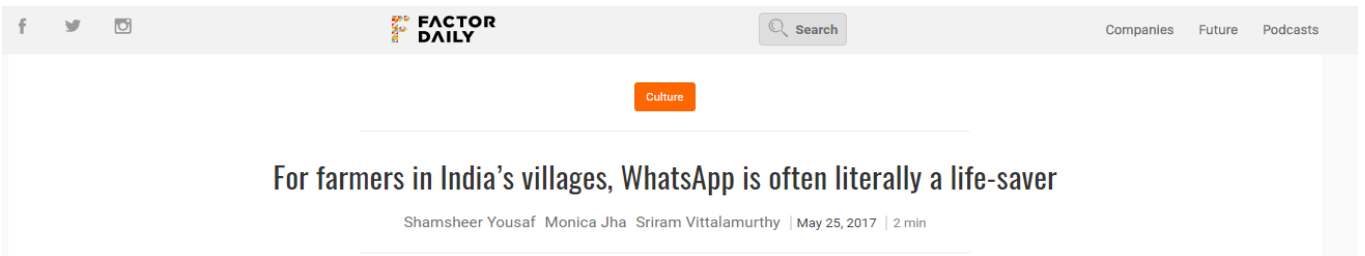 FACTOR
DAILY
Search
Companies Future Podcasts
Culture
For farmers in India's villages, WhatsApp is often literally a life-saver
Shamsheer Yousaf Monica Jha Sriram Vittalamurthy | May 25, 2017 | 2 min